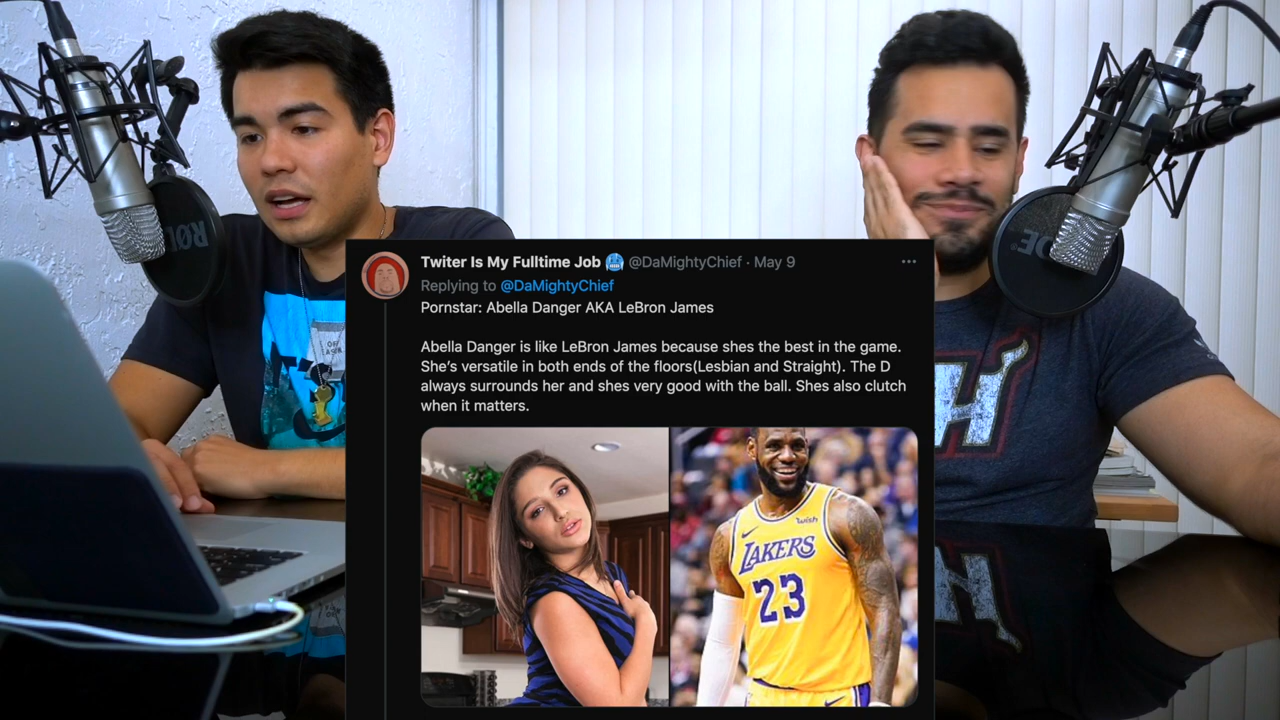 Twiter Is My Fulltime Job 🥶 @DaMightyChief · May 9 ···
Replying to @DaMightyChief
Pornstar: Abella Danger AKA LeBron James
Abella Danger is like LeBron James because shes the best in the game.
She's versatile in both ends of the floors(Lesbian and Straight). The D
always surrounds her and shes very good with the ball. Shes also clutch
when it matters.
RØDE
RØDE
wish
LAKERS
23